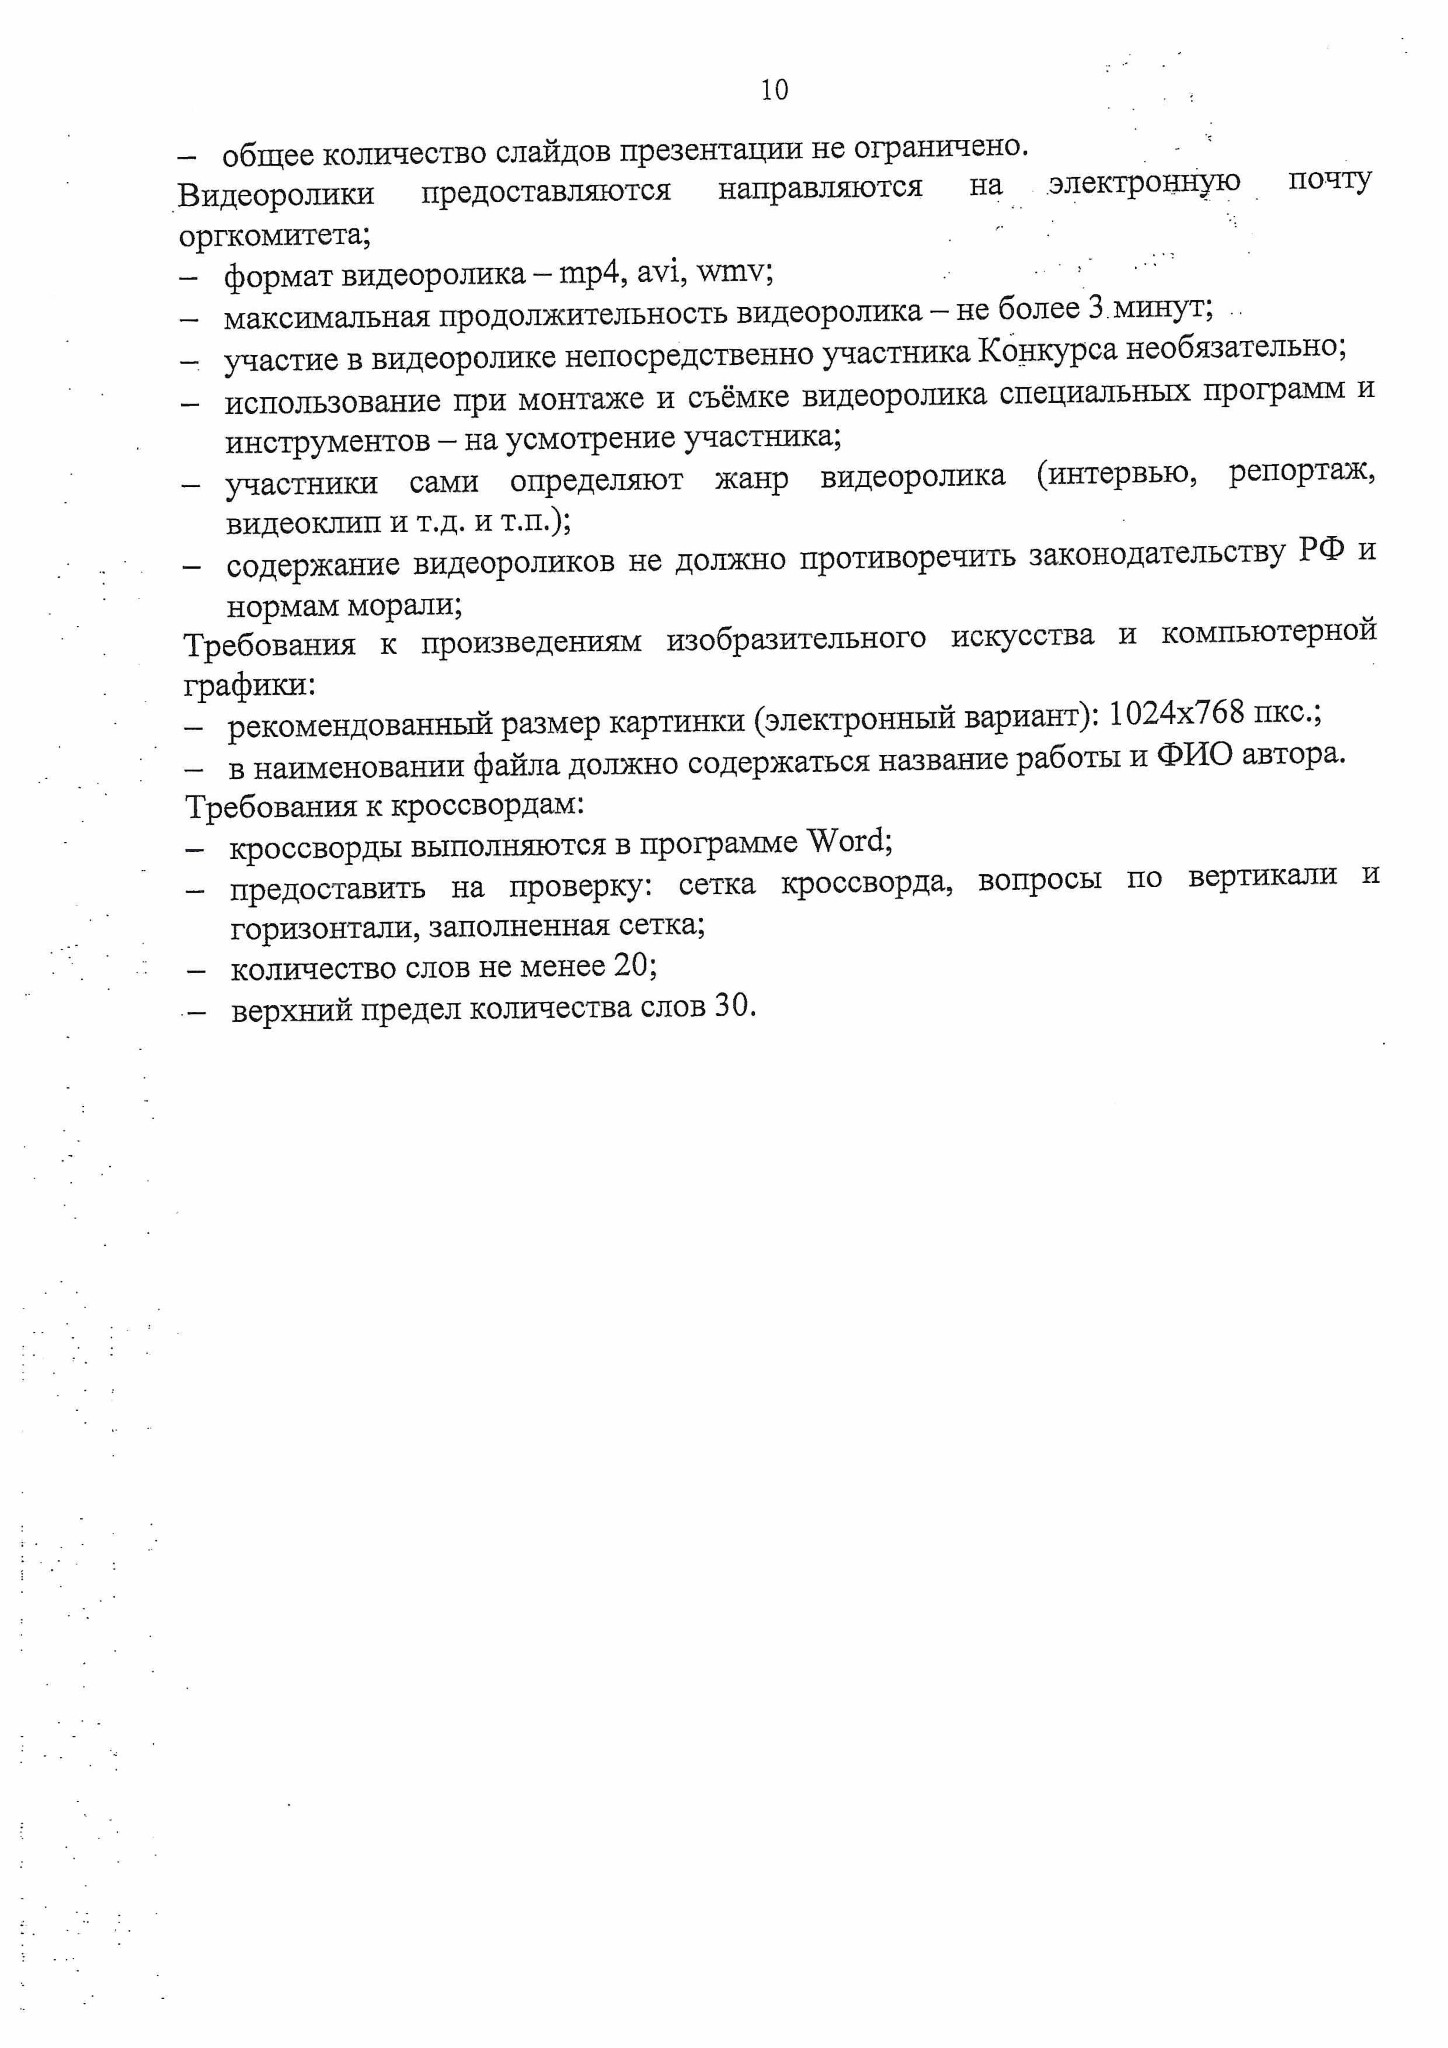 10
– общее количество слайдов презентации не ограничено.
Видеоролики предоставляются направляются на электронную почту
оргкомитета;
– формат видеоролика – mp4, avi, wmv;
– максимальная продолжительность видеоролика – не более 3 минут;
– участие в видеоролике непосредственно участника Конкурса необязательно;
– использование при монтаже и съёмке видеоролика специальных программ и
инструментов – на усмотрение участника;
– участники сами определяют жанр видеоролика (интервью, репортаж,
видеоклип и т.д. и т.п.);
– содержание видеороликов не должно противоречить законодательству РФ и
нормам морали;
Требования к произведениям изобразительного искусства и компьютерной
графики:
– рекомендованный размер картинки (электронный вариант): 1024x768 пкс.;
– в наименовании файла должно содержаться название работы и ФИО автора.
Требования к кроссвордам:
– кроссворды выполняются в программе Word;
– предоставить на проверку: сетка кроссворда, вопросы по вертикали и
горизонтали, заполненная сетка;
– количество слов не менее 20;
– верхний предел количества слов 30.